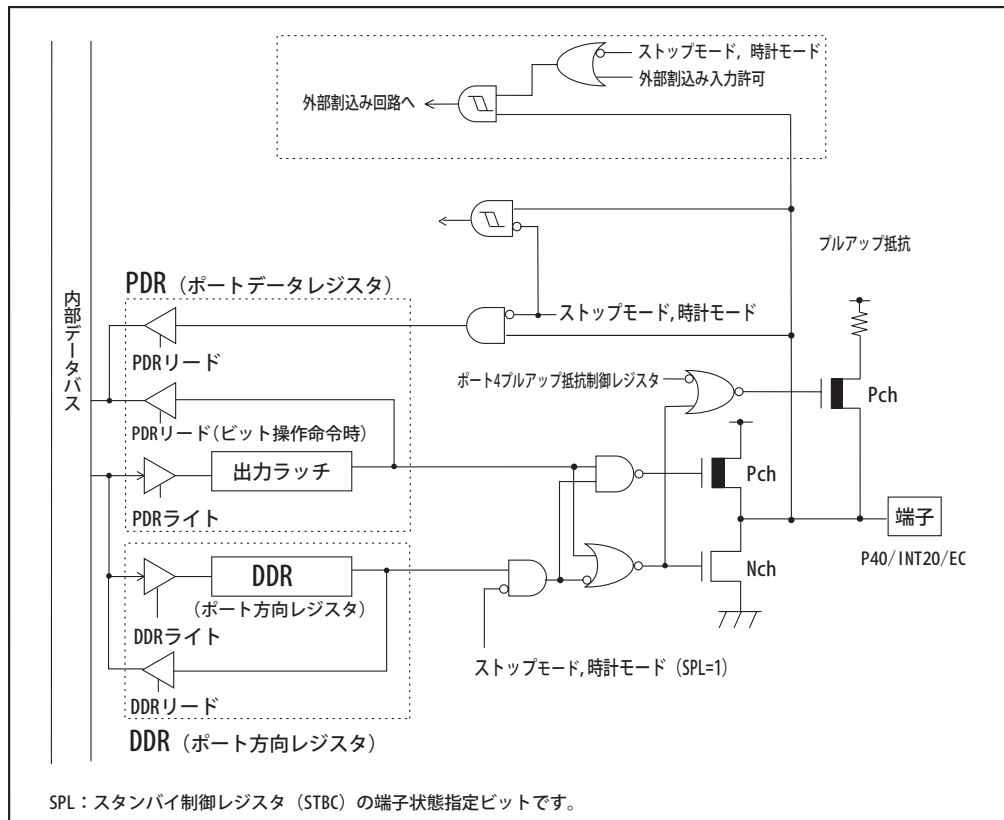 ストップモード, 時計モード
外部割込み入力許可
外部割込み回路へ
プルアップ抵抗
PDR（ポートデータレジスタ）
内部データバス
ストップモード, 時計モード
PDRリード
ポート4プルアップ抵抗制御レジスタ
Pch
PDRリード（ビット操作命令時）
出力ラッチ
Pch
PDRライト
端子
P40/INT20/EC
DDR
Nch
（ポート方向レジスタ）
DDRライト
ストップモード, 時計モード（SPL=1）
DDRリード
DDR（ポート方向レジスタ）
SPL：スタンバイ制御レジスタ（STBC）の端子状態指定ビットです。